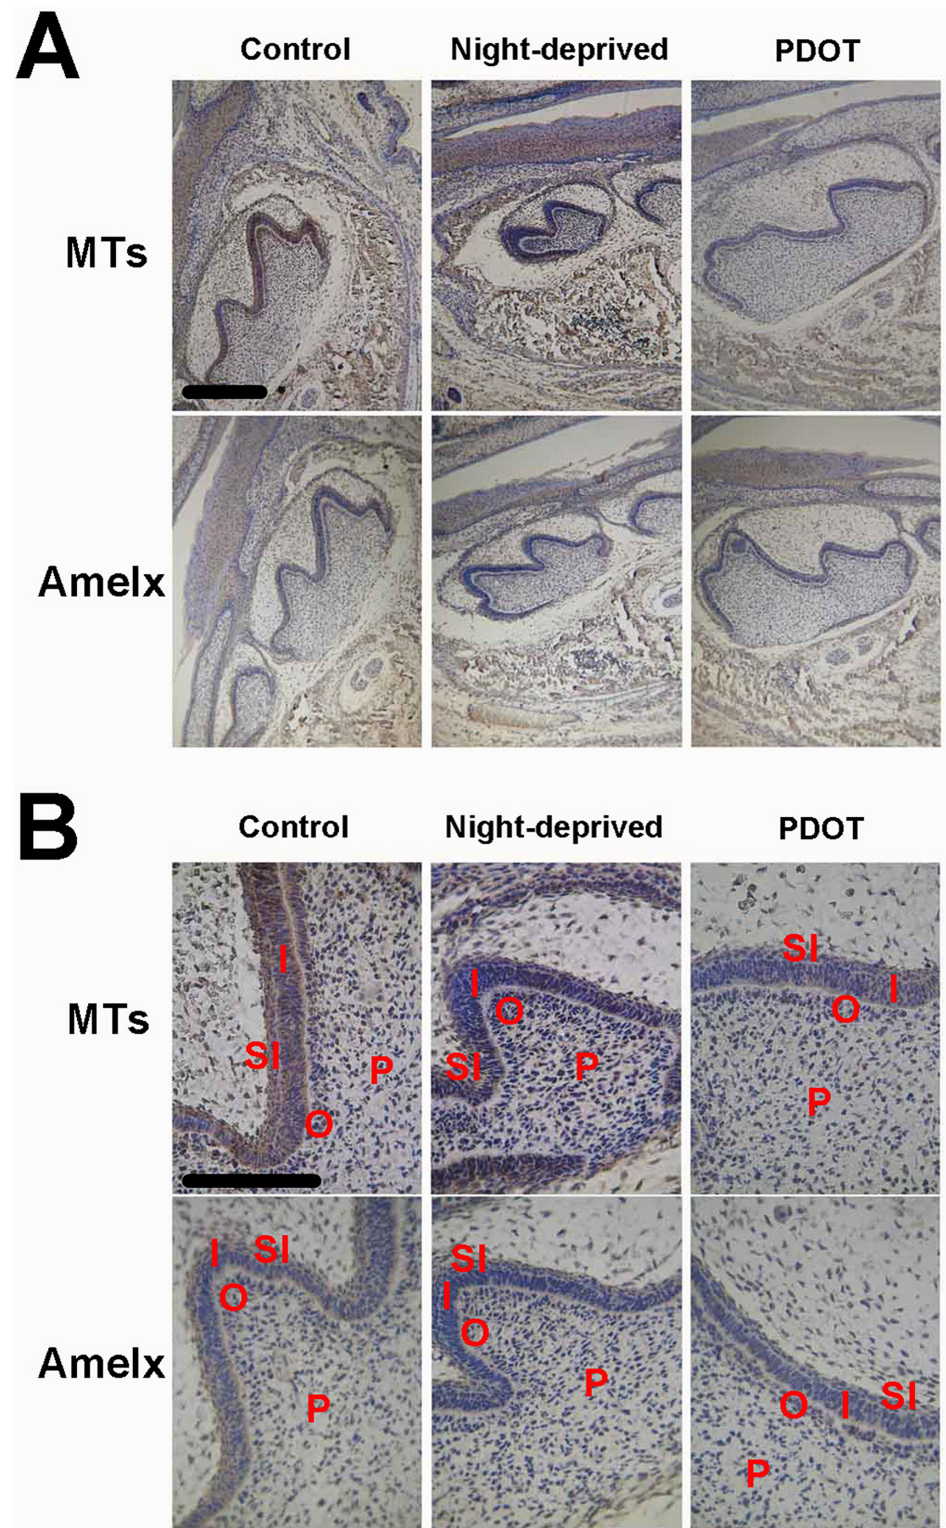 A
Control Night-deprived PDOT
MTs
Amelx
B
Control Night-deprived PDOT
MTs
I
SI
P
O
I
O
SI
P
SI
I
O
P
Amelx
I SI
O
P
SI
I
O
P
SI
O I
P